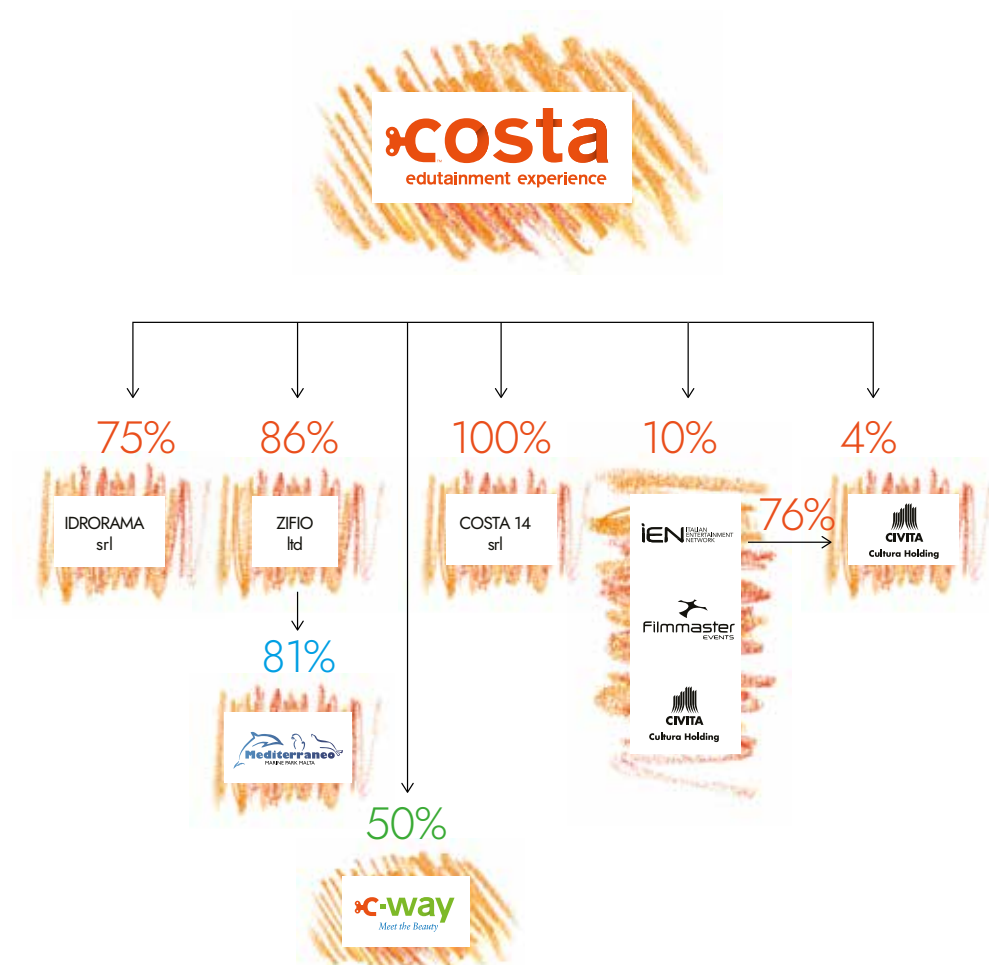 costa
edutainment experience
75%
86%
100%
10%
4%
IDRORAMA
srl
ZIFIO
ltd
COSTA 14
srl
iEN ITALIAN
ENTERTAINMENT
NETWORK
76%
CIVITA
Cultura Holding
Filmmaster
EVENTS
CIVITA
Cultura Holding
81%
Mediterraneo
MARINE PARK MALTA
50%
c-way
Meet the Beauty